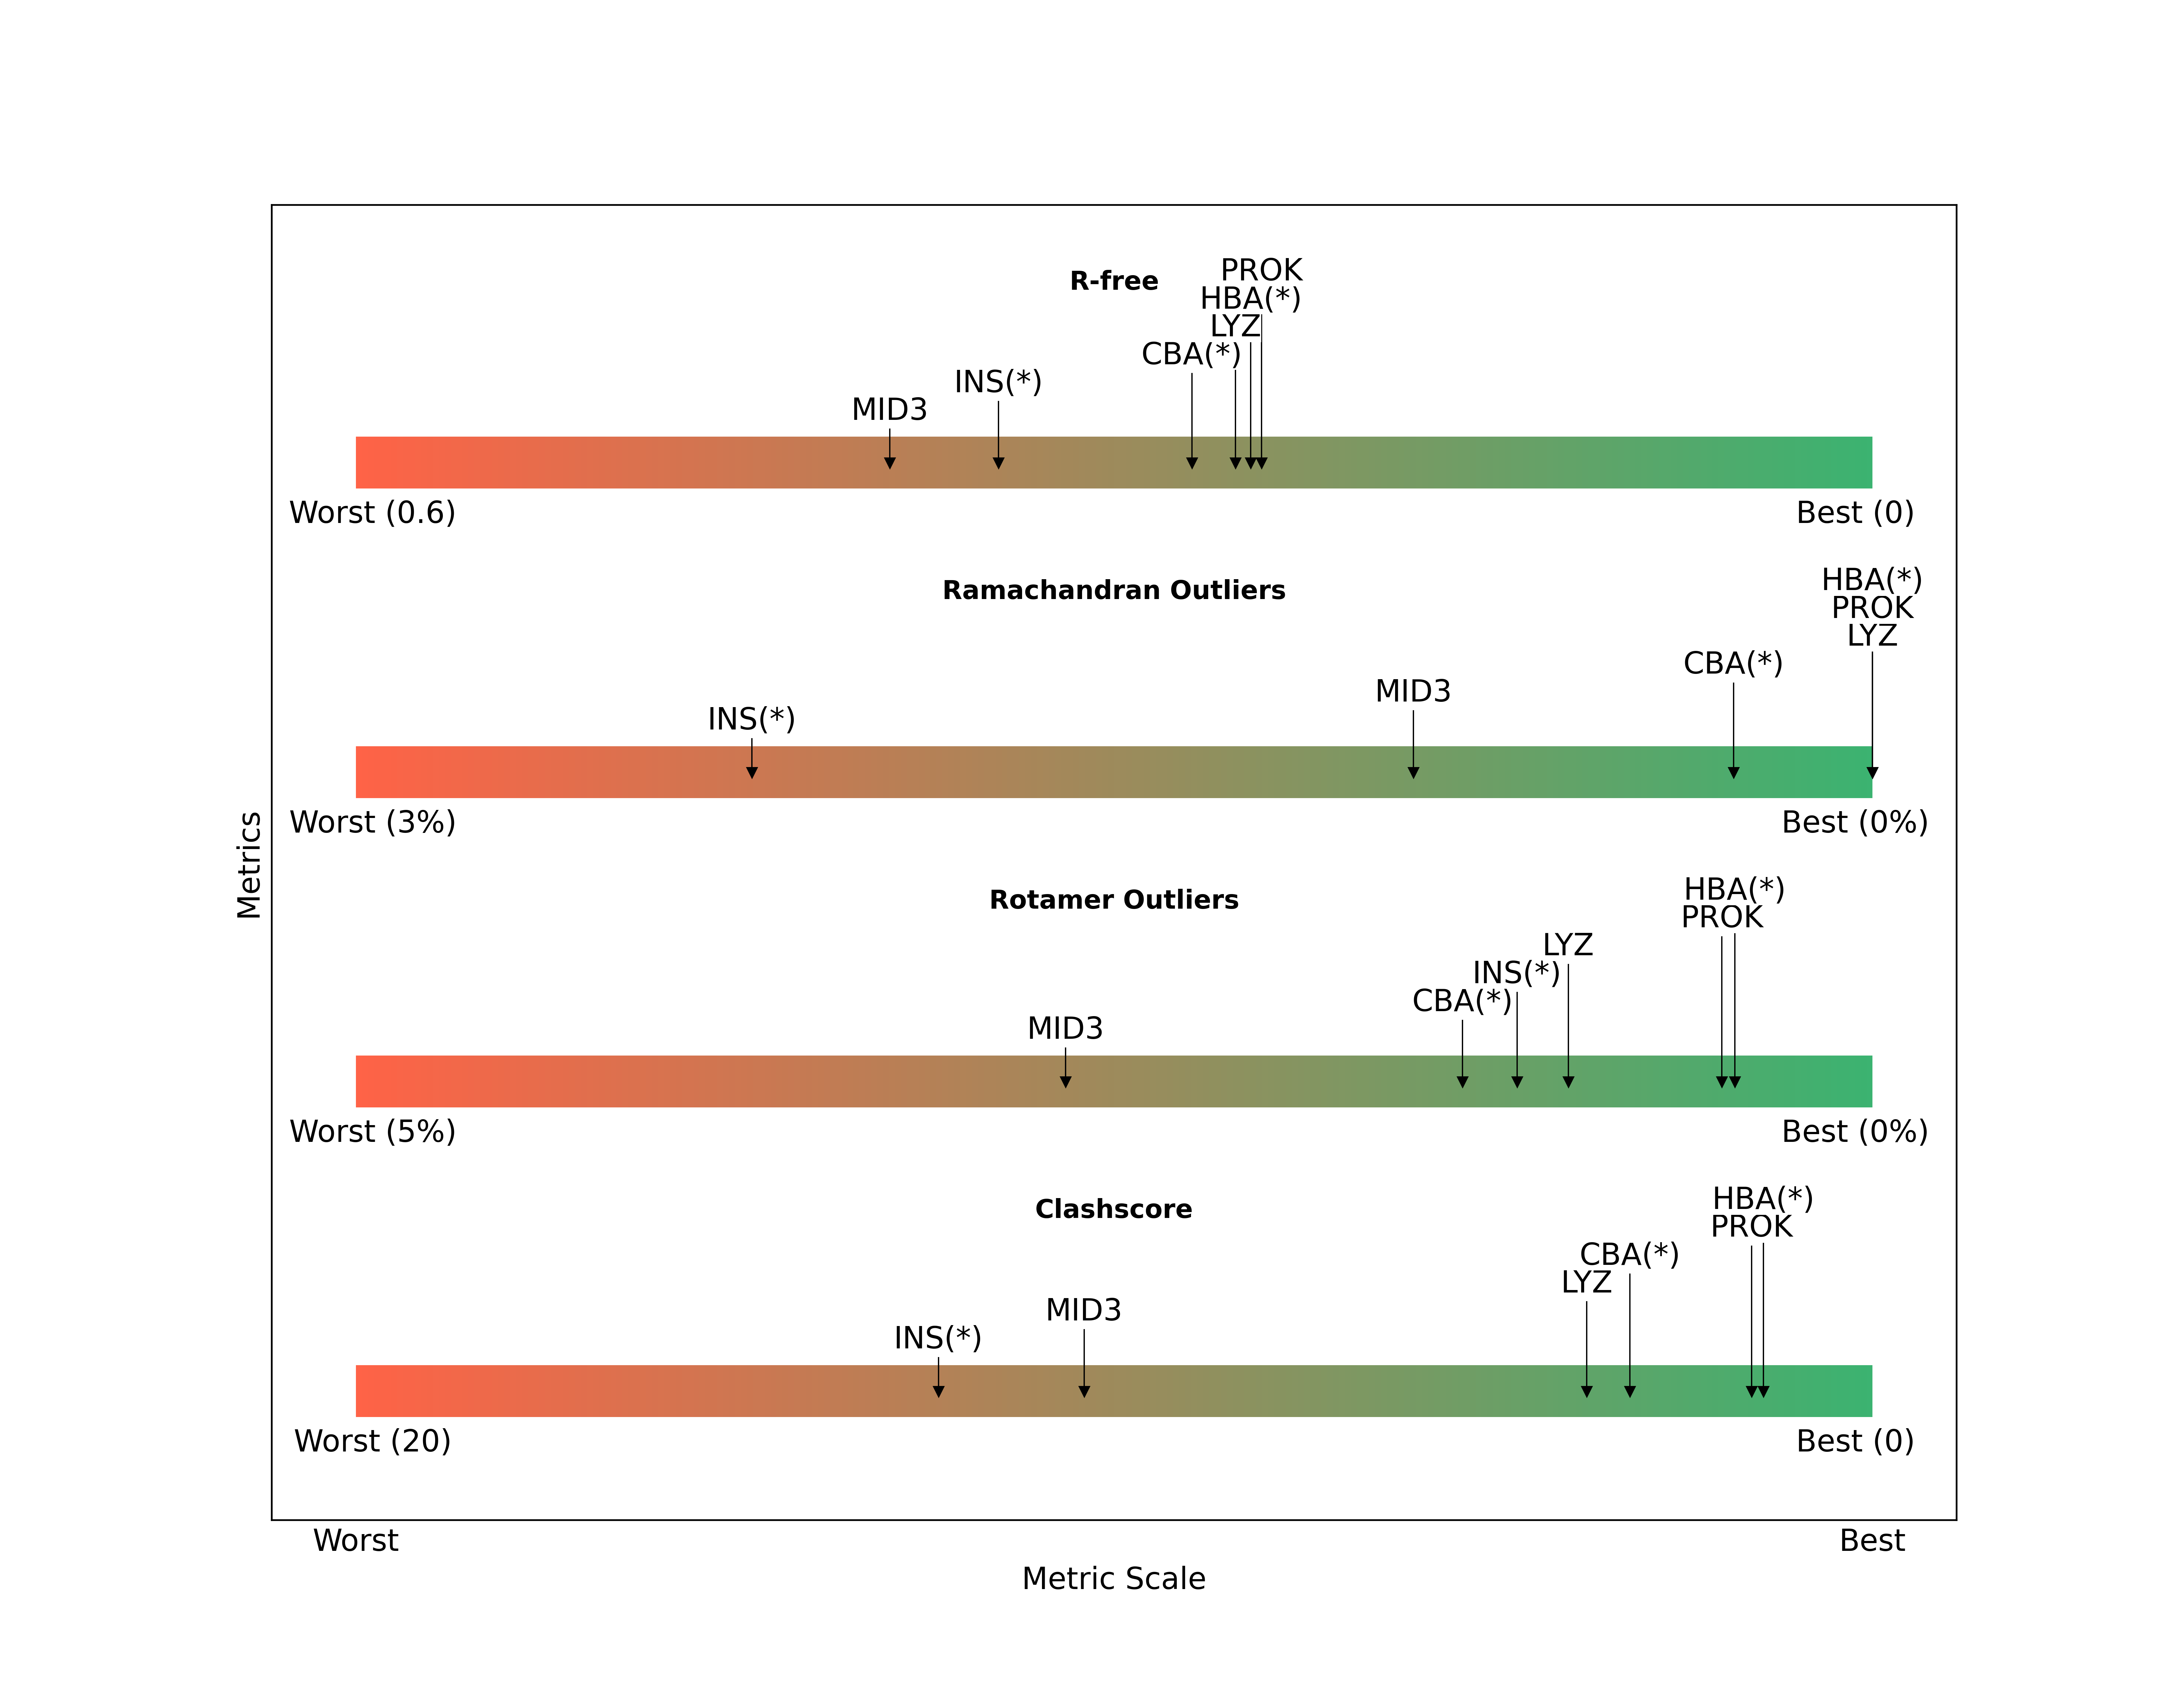 PROK
R-free
HBA(*)
LYZ
CBA(*)
INS(*)
MID3
Worst (0.6)
Best (0)
HBA(*)
Ramachandran Outliers
PROK
LYZ
CBA(*)
MID3
INS(*)
Worst (3%)
Best (0%)
Metrics
HBA(*)
Rotamer Outliers
PROK
LYZ
INS(*)
CBA(*)
MID3
Worst (5%)
Best (0%)
HBA(*)
Clashscore
PROK
CBA(*)
LYZ
MID3
INS(*)
Worst (20)
Best (0)
Worst
Best
Metric Scale